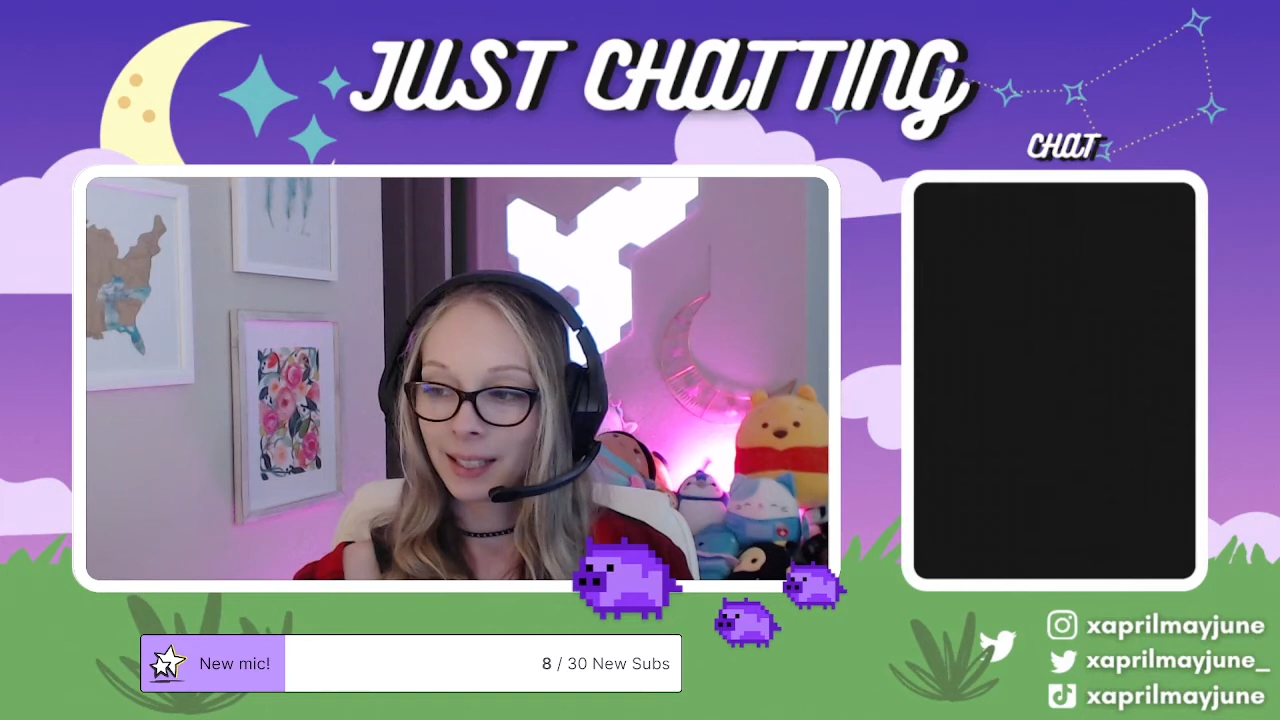 JUST CHATTING
CHAT
New mic!
8 / 30 New Subs
xaprilmayjune
xaprilmayjune_
xaprilmayjune